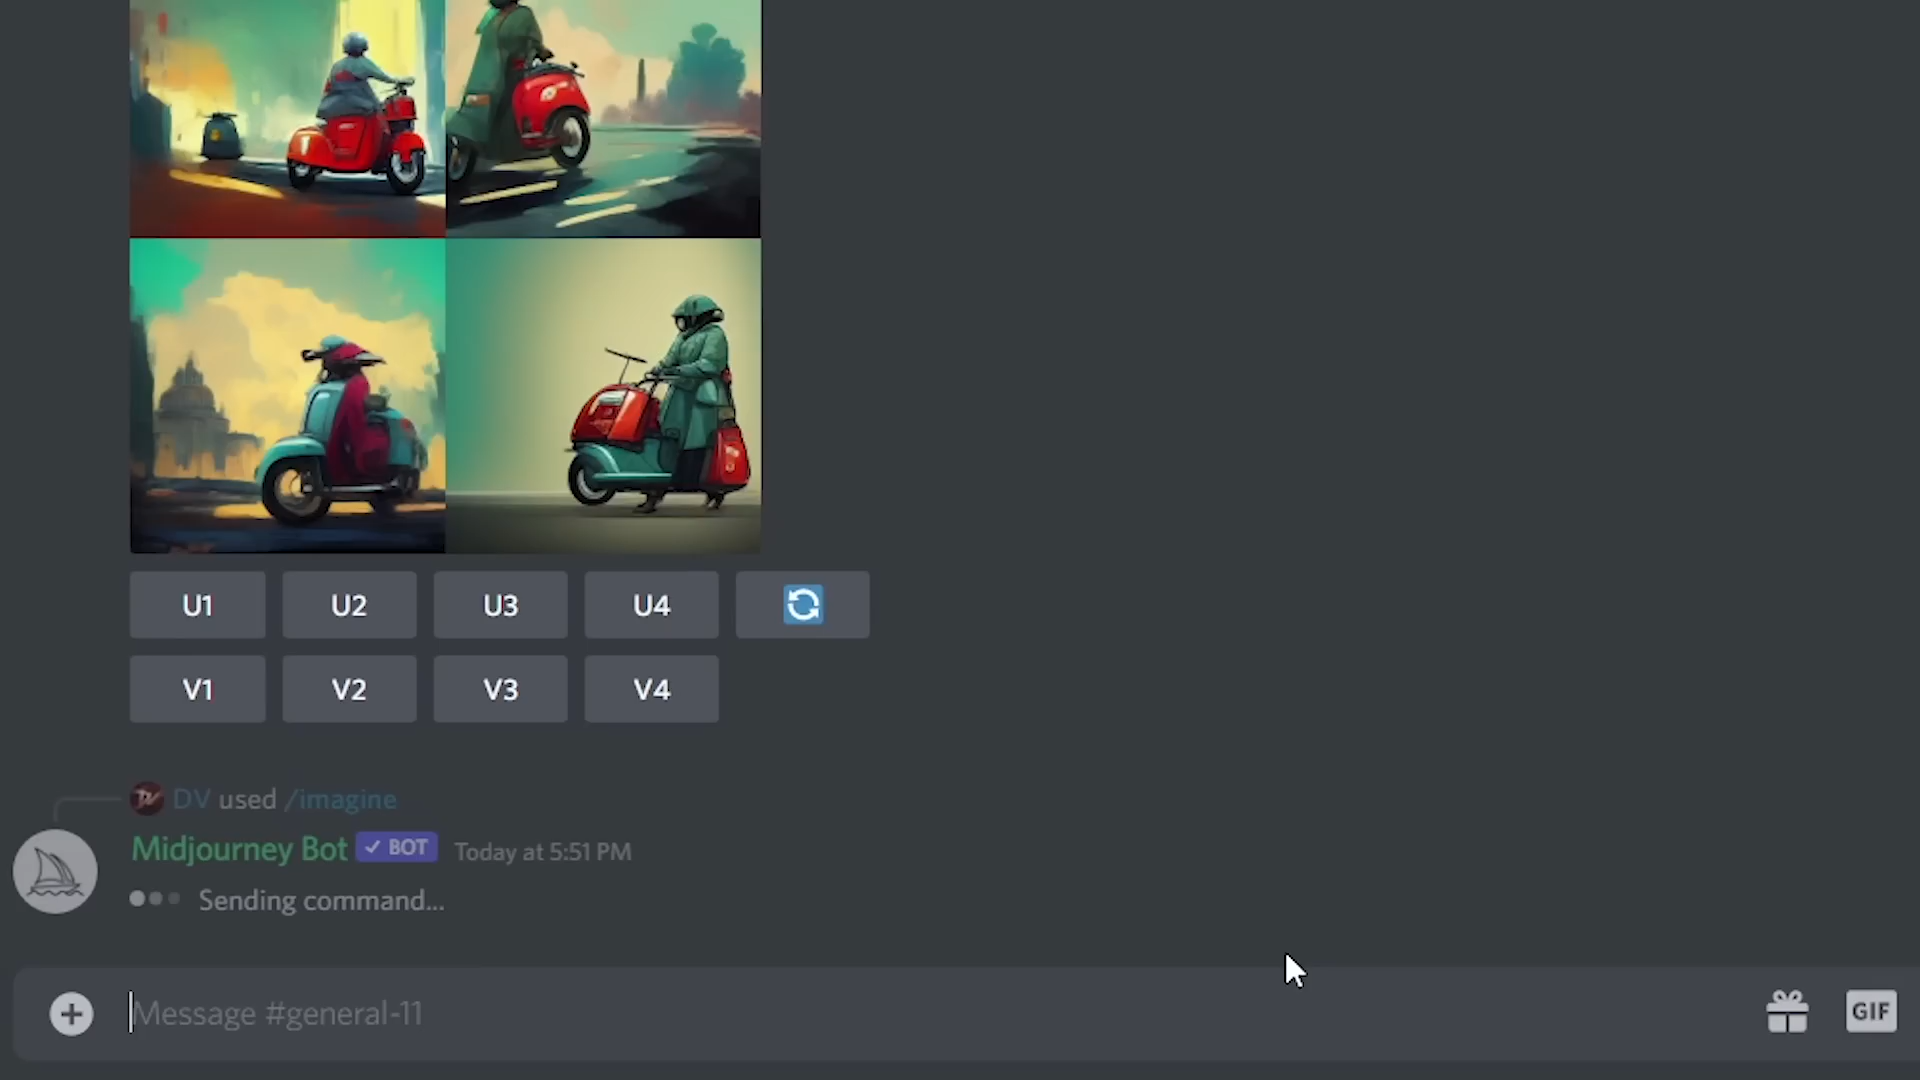 U1 U2 U3 U4
V1 V2 V3 V4
DV used /imagine
Midjourney Bot ✓ BOT Today at 5:51 PM
Sending command...
Message #general-11
GIF